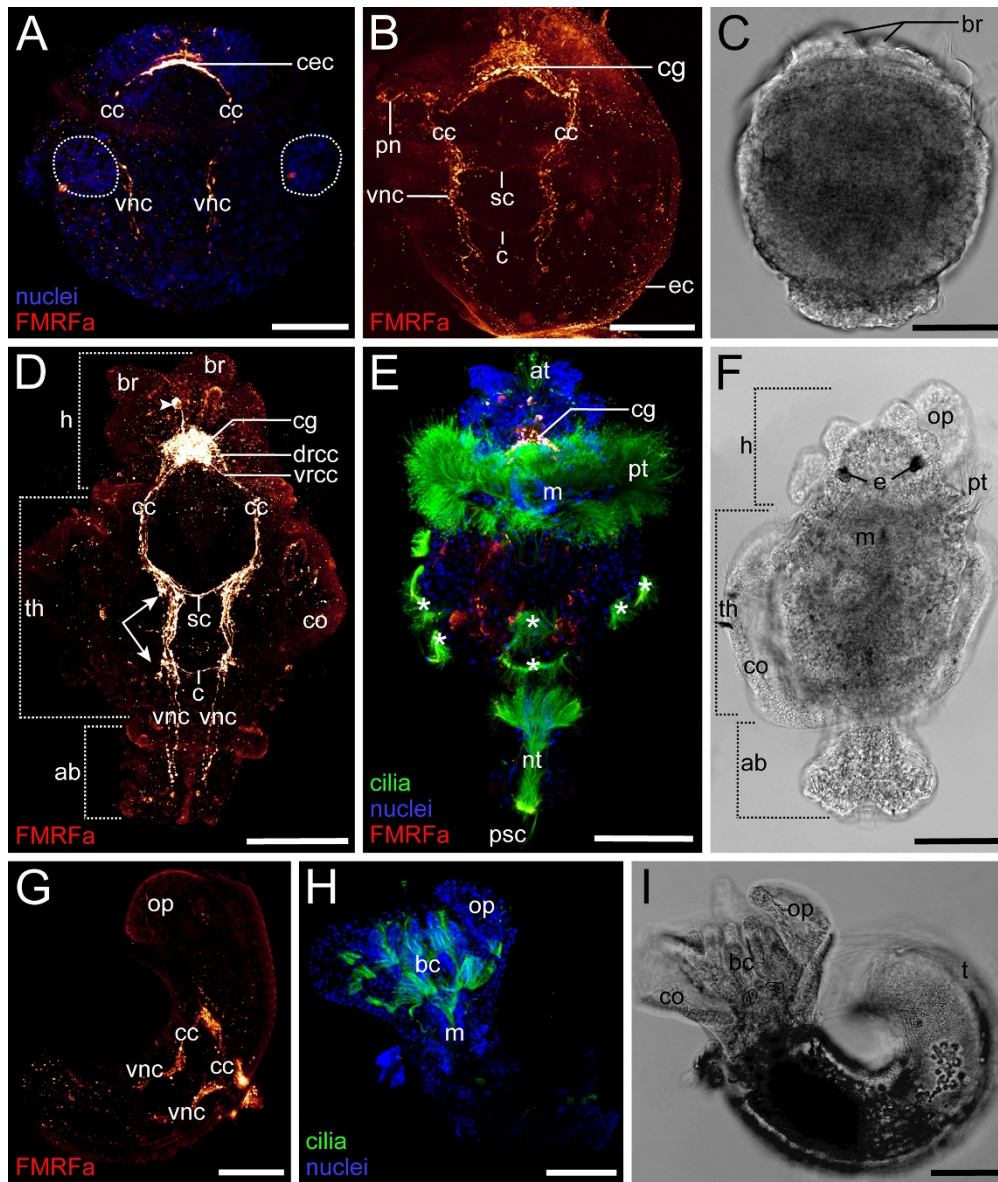 A
cec
cc cc
vnc vnc
nuclei
FMRFa
B
cg
cc cc
pn
sc
vnc
c
ec
FMRFa
C
br
D
br
br
h
cg
drcc
vrcc
cc cc
th
sc
co
c
vnc vnc
ab
FMRFa
E
at
cg
pt
m
* * * * * *
nt
cilia
nuclei
FMRFa
psc
F
h
op
e
pt
m
th
co
ab
G
op
cc
cc
vnc
vnc
FMRFa
H
op
bc
m
cilia
nuclei
I
op
bc
t
co